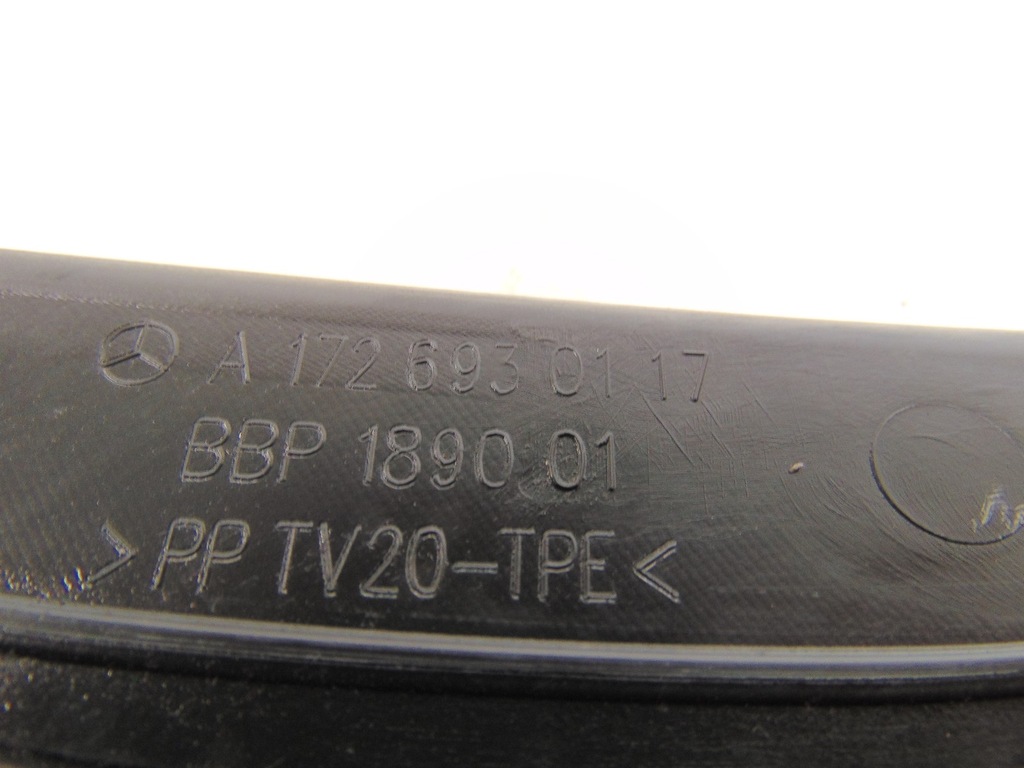 A 172 693 01 17
BBP 1890 01
>PP TV20-TPE<